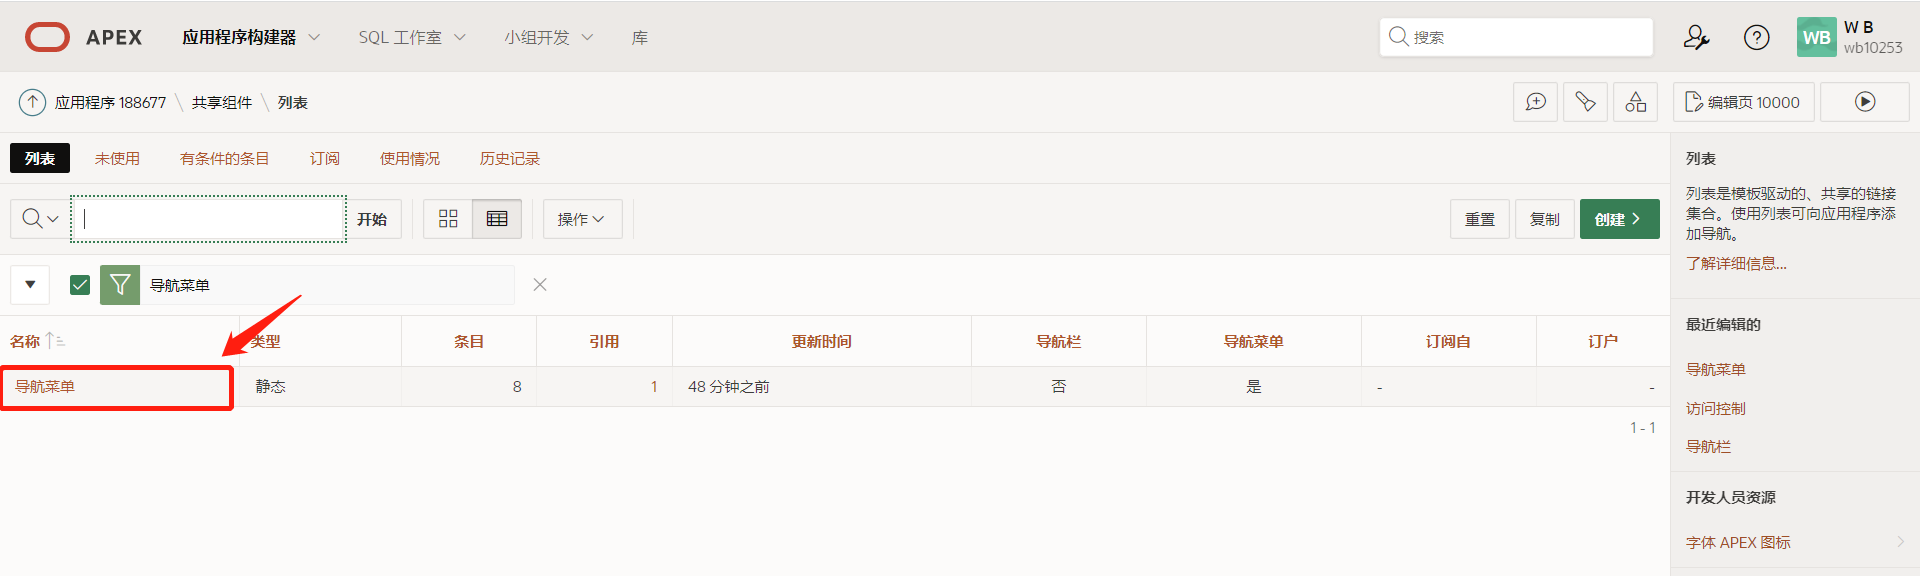 APEX 应用程序构建器 SQL 工作室 小组开发 库 搜索 WB W B
wb10253
应用程序 188677 \ 共享组件 \ 列表 编辑页 10000
列表 未使用 有条件的条目 订阅 使用情况 历史记录
开始 操作 重置 复制 创建
导航菜单
名称 类型 条目 引用 更新时间 导航栏 导航菜单 订阅自 订户
导航菜单 静态 8 1 48 分钟之前 否 是 - -
1 - 1
列表
列表是模板驱动的、共享的链接
集合。使用列表可向应用程序添
加导航。
了解详细信息...
最近编辑的
导航菜单
访问控制
导航栏
开发人员资源
字体 APEX 图标